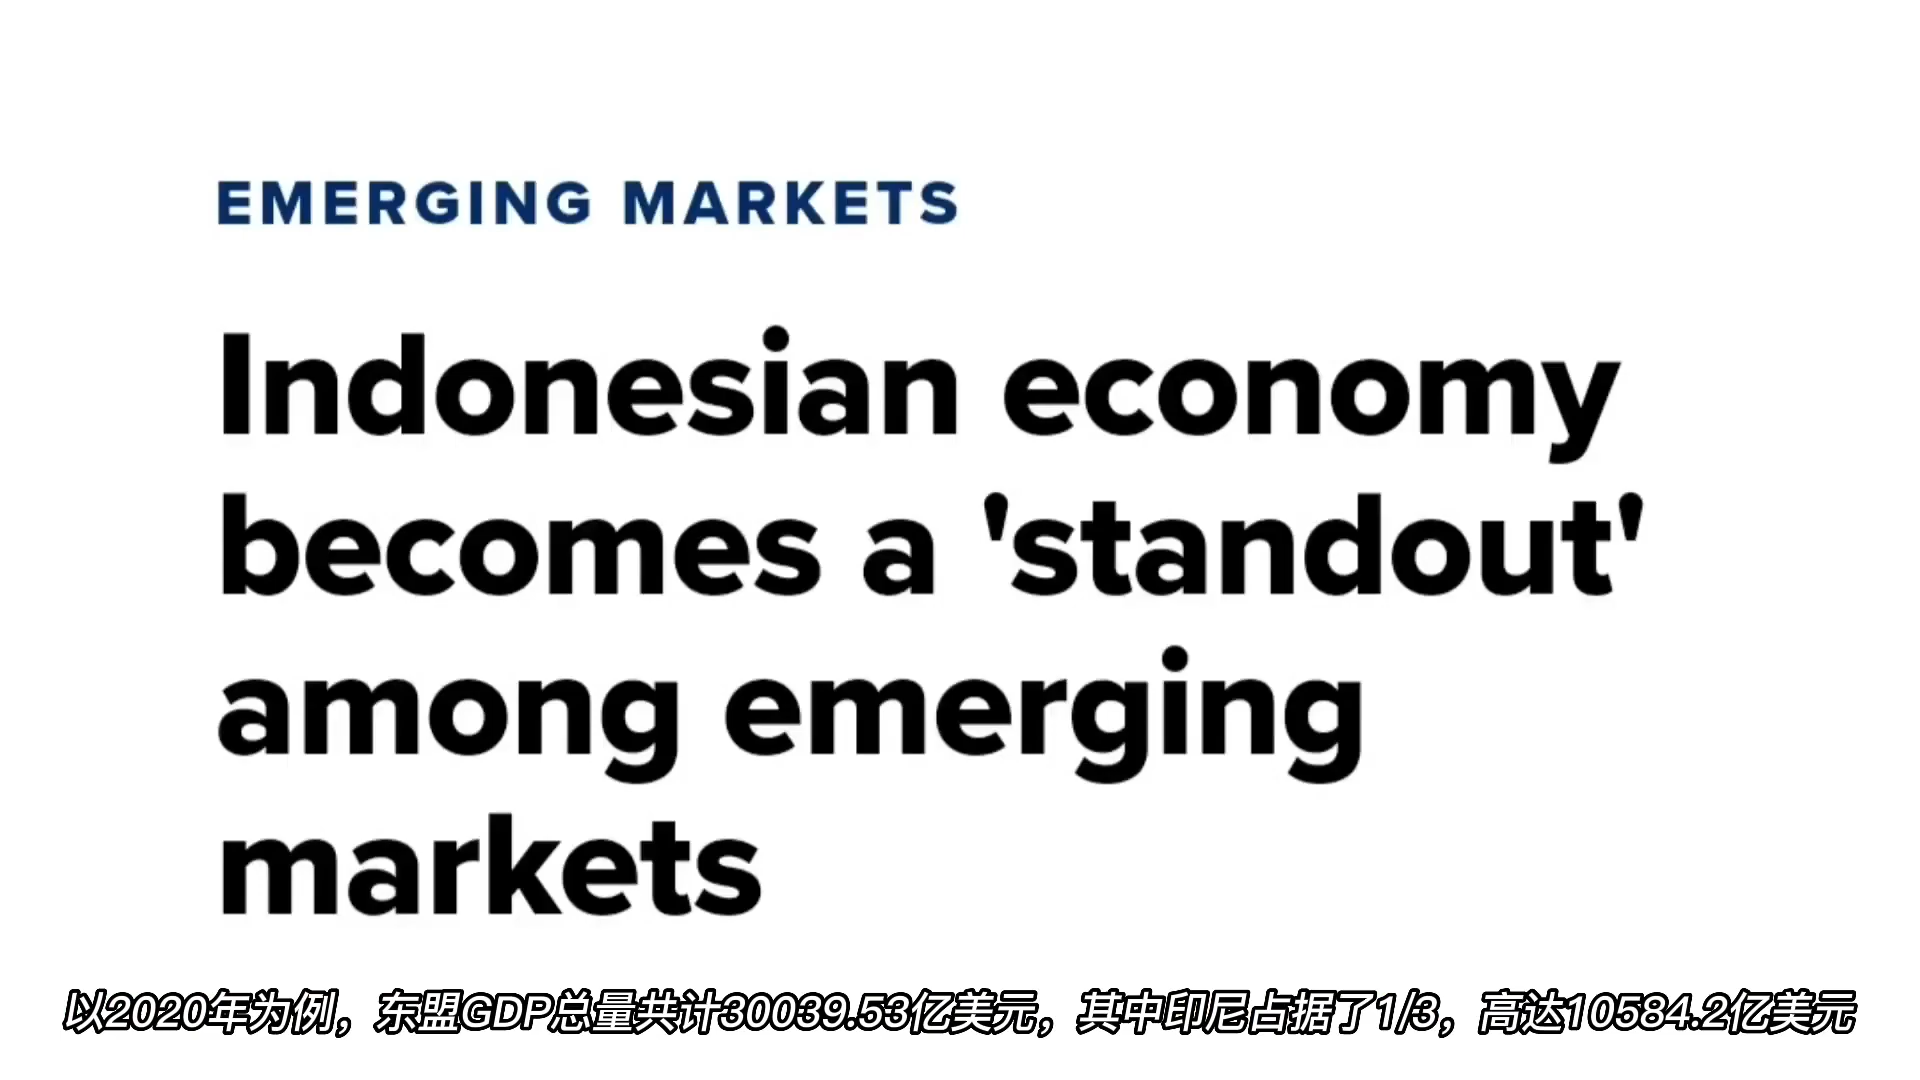 EMERGING MARKETS
Indonesian economy
becomes a 'standout'
among emerging
markets
以2020年为例，东盟GDP总量共计30039.53亿美元，其中印尼占据了1/3，高达10584.2亿美元